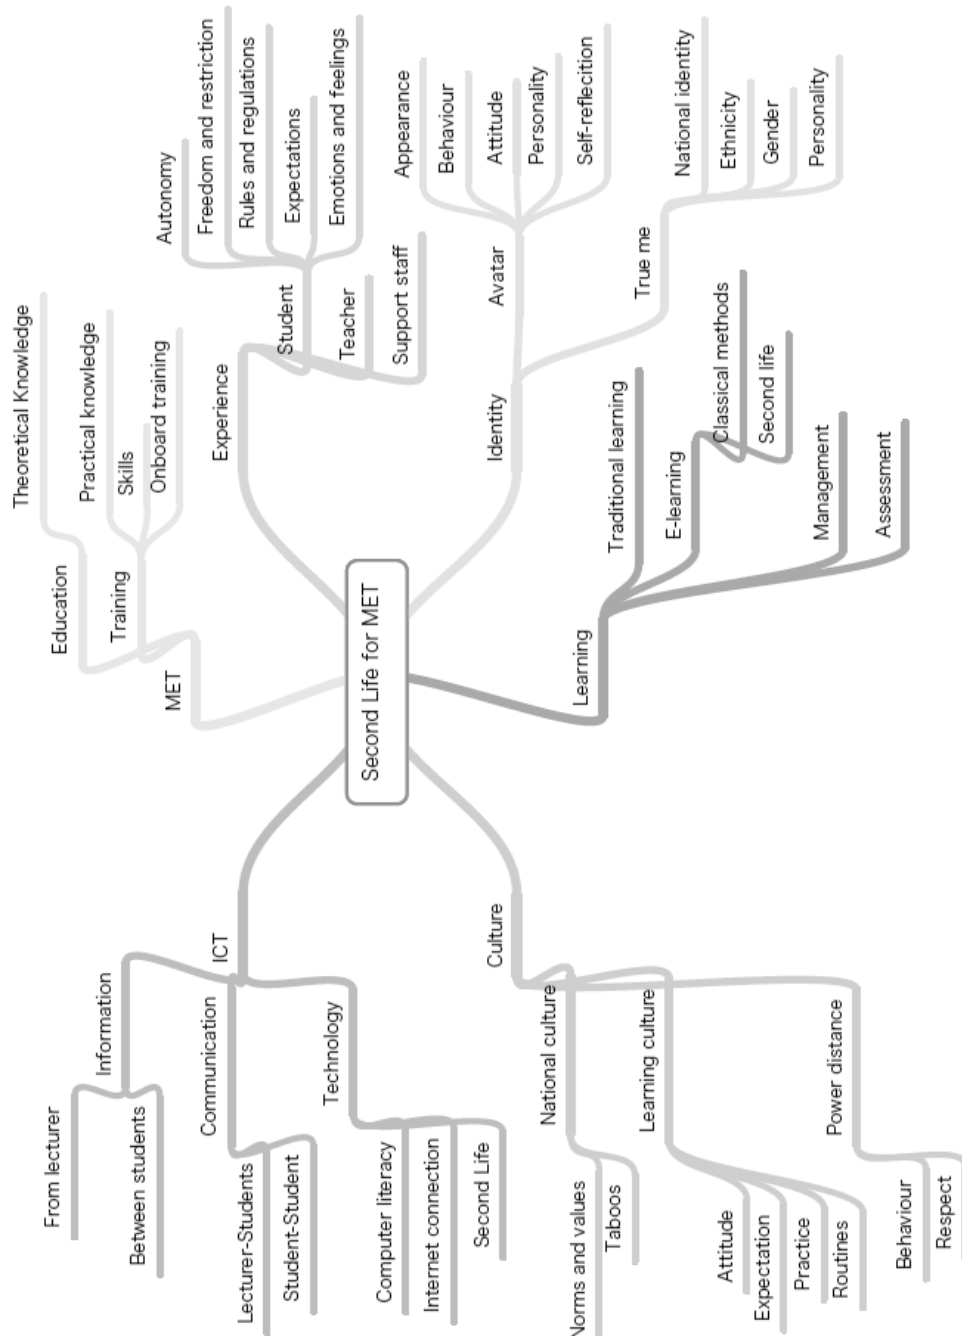 Second Life for MET
MET
Education
Theoretical Knowledge
Training
Practical knowledge
Skills
Onboard training
Experience
Student
Autonomy
Freedom and restriction
Rules and regulations
Expectations
Emotions and feelings
Teacher
Support staff
Identity
Avatar
Appearance
Behaviour
Attitude
Personality
Self-reflecition
True me
National identity
Ethnicity
Gender
Personality
Learning
Traditional learning
E-learning
Classical methods
Second life
Management
Assessment
ICT
Information
From lecturer
Between students
Communication
Lecturer-Students
Student-Student
Technology
Computer literacy
Internet connection
Second Life
Culture
National culture
Norms and values
Taboos
Learning culture
Attitude
Expectation
Practice
Routines
Power distance
Behaviour
Respect